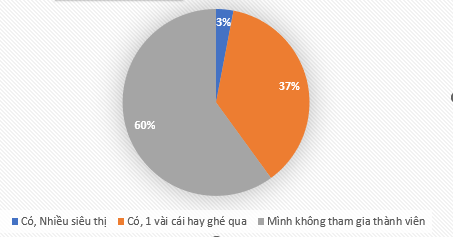 3%
37%
60%
Có, Nhiều siêu thị Có, 1 vài cái hay ghé qua Mình không tham gia thành viên